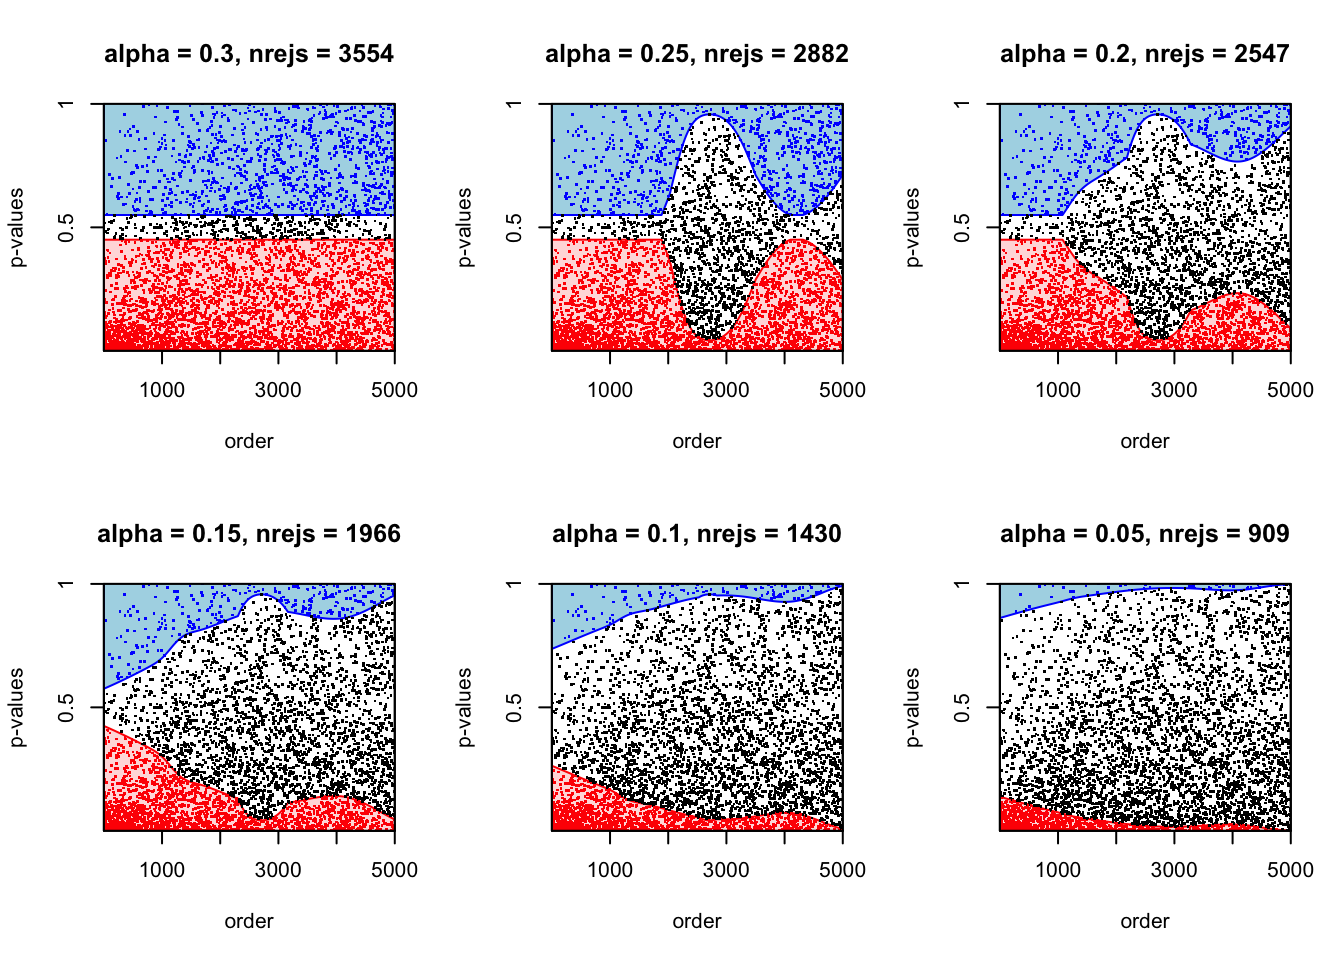 alpha = 0.3, nrejs = 3554
1
0.5
p-values
1000 3000 5000
order
alpha = 0.25, nrejs = 2882
1
0.5
p-values
1000 3000 5000
order
alpha = 0.2, nrejs = 2547
1
0.5
p-values
1000 3000 5000
order
alpha = 0.15, nrejs = 1966
1
0.5
p-values
1000 3000 5000
order
alpha = 0.1, nrejs = 1430
1
0.5
p-values
1000 3000 5000
order
alpha = 0.05, nrejs = 909
1
0.5
p-values
1000 3000 5000
order